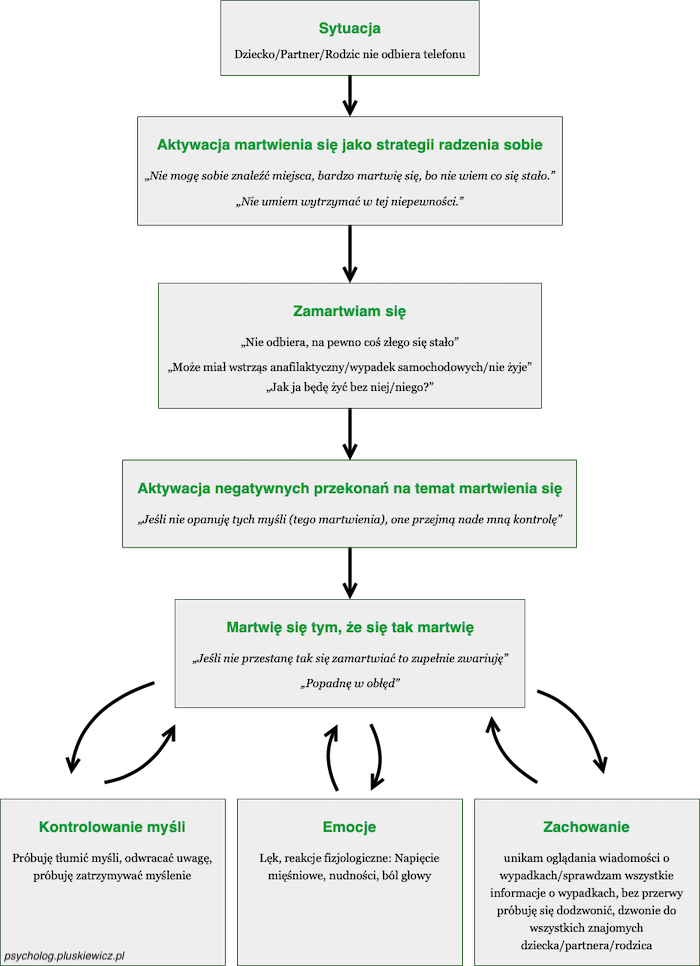 Sytuacja
Dziecko/Partner/Rodzic nie odbiera telefonu
Aktywacja martwienia się jako strategii radzenia sobie
„Nie mogę sobie znaleźć miejsca, bardzo martwię się, bo nie wiem co się stało.”
„Nie umiem wytrzymać w tej niepewności.”
Zamartwiam się
„Nie odbiera, na pewno coś złego się stało”
„Może miał wstrząs anafilaktyczny/wypadek samochodowych/nie żyje”
„Jak ja będę żyć bez niej/niego?”
Aktywacja negatywnych przekonań na temat martwienia się
„Jeśli nie opanuję tych myśli (tego martwienia), one przejmą nade mną kontrolę”
Martwię się tym, że się tak martwię
„Jeśli nie przestanę tak się zamartwiać to zupełnie zwariuję”
„Popadnę w obłęd”
Kontrolowanie myśli
Próbuję tłumić myśli, odwracać uwagę,
próbuję zatrzymywać myślenie
Emocje
Lęk, reakcje fizjologiczne: Napięcie
mięśniowe, nudności, ból głowy
Zachowanie
unikam oglądania wiadomości o
wypadkach/sprawdzam wszystkie
informacje o wypadkach, bez przerwy
próbuję się dodzwonić, dzwonie do
wszystkich znajomych
dziecka/partnera/rodzica
psycholog.pluskiewicz.pl